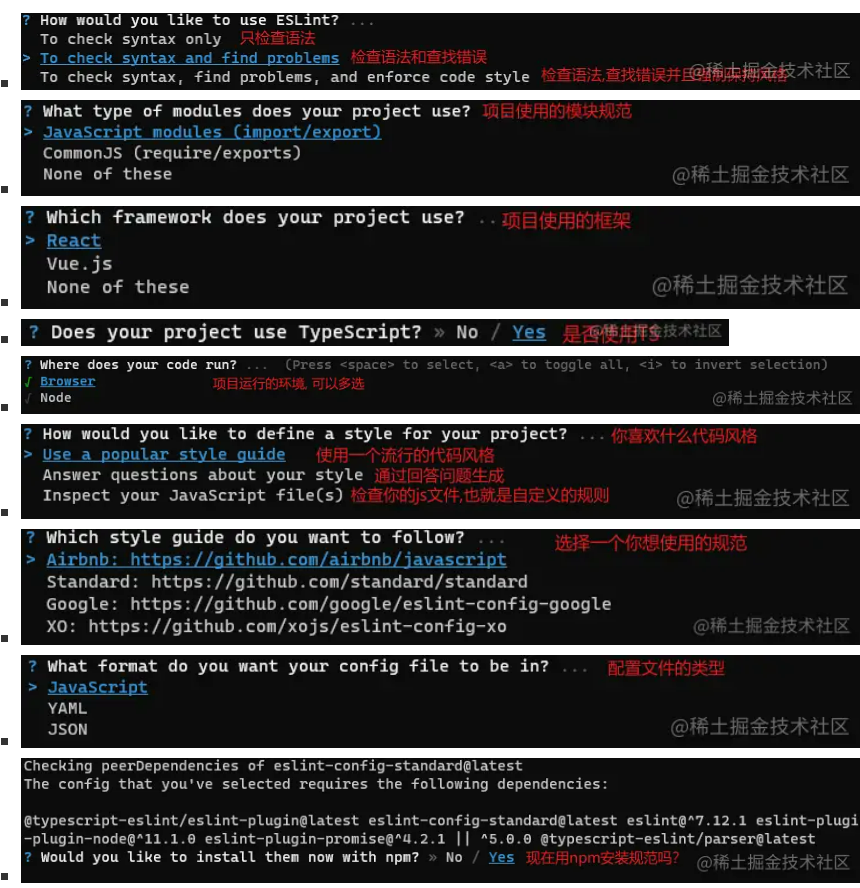 ? How would you like to use ESLint? ...
To check syntax only 只检查语法
> To check syntax and find problems 检查语法和查找错误
To check syntax, find problems, and enforce code style 检查语法,查找错误并且强制保持风格
@稀土掘金技术社区
? What type of modules does your project use? 项目使用的模块规范
> JavaScript modules (import/export)
CommonJS (require/exports)
None of these
@稀土掘金技术社区
? Which framework does your project use? .. 项目使用的框架
> React
Vue.js
None of these
@稀土掘金技术社区
? Does your project use TypeScript? » No / Yes 是否使用TS
@稀土掘金技术社区
? Where does your code run? ... (Press <space> to select, <a> to toggle all, <i> to invert selection)
√ Browser 项目运行的环境, 可以多选
√ Node
@稀土掘金技术社区
? How would you like to define a style for your project? ... 你喜欢什么代码风格
> Use a popular style guide 使用一个流行的代码风格
Answer questions about your style 通过回答问题生成
Inspect your JavaScript file(s) 检查你的js文件,也就是自定义的规则
@稀土掘金技术社区
? Which style guide do you want to follow? ... 选择一个你想使用的规范
> Airbnb: https://github.com/airbnb/javascript
Standard: https://github.com/standard/standard
Google: https://github.com/google/eslint-config-google
XO: https://github.com/xojs/eslint-config-xo
@稀土掘金技术社区
? What format do you want your config file to be in? ... 配置文件的类型
> JavaScript
YAML
JSON
@稀土掘金技术社区
Checking peerDependencies of eslint-config-standard@latest
The config that you've selected requires the following dependencies:
@typescript-eslint/eslint-plugin@latest eslint-config-standard@latest eslint@^7.12.1 eslint-plugi
-plugin-node@^11.1.0 eslint-plugin-promise@^4.2.1 || ^5.0.0 @typescript-eslint/parser@latest
? Would you like to install them now with npm? » No / Yes 现在用npm安装规范吗?
@稀土掘金技术社区